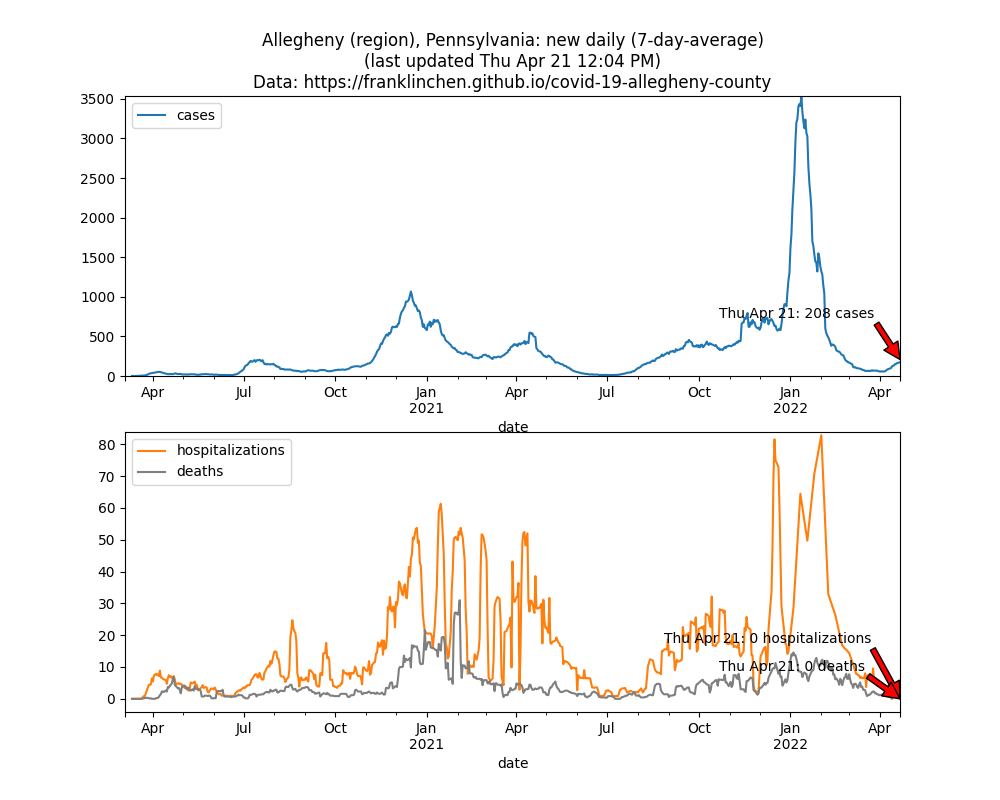 Allegheny (region), Pennsylvania: new daily (7-day-average)
(last updated Thu Apr 21 12:04 PM)
Data: https://franklinchen.github.io/covid-19-allegheny-county
3500
3000
2500
2000
1500
1000
500
0
cases
Thu Apr 21: 208 cases
Apr Jul Oct Jan Apr Jul Oct Jan Apr
2021 2022
date
80
70
60
50
40
30
20
10
0
hospitalizations
deaths
Thu Apr 21: 0 hospitalizations
Thu Apr 21: 0 deaths
Apr Jul Oct Jan Apr Jul Oct Jan Apr
2021 2022
date